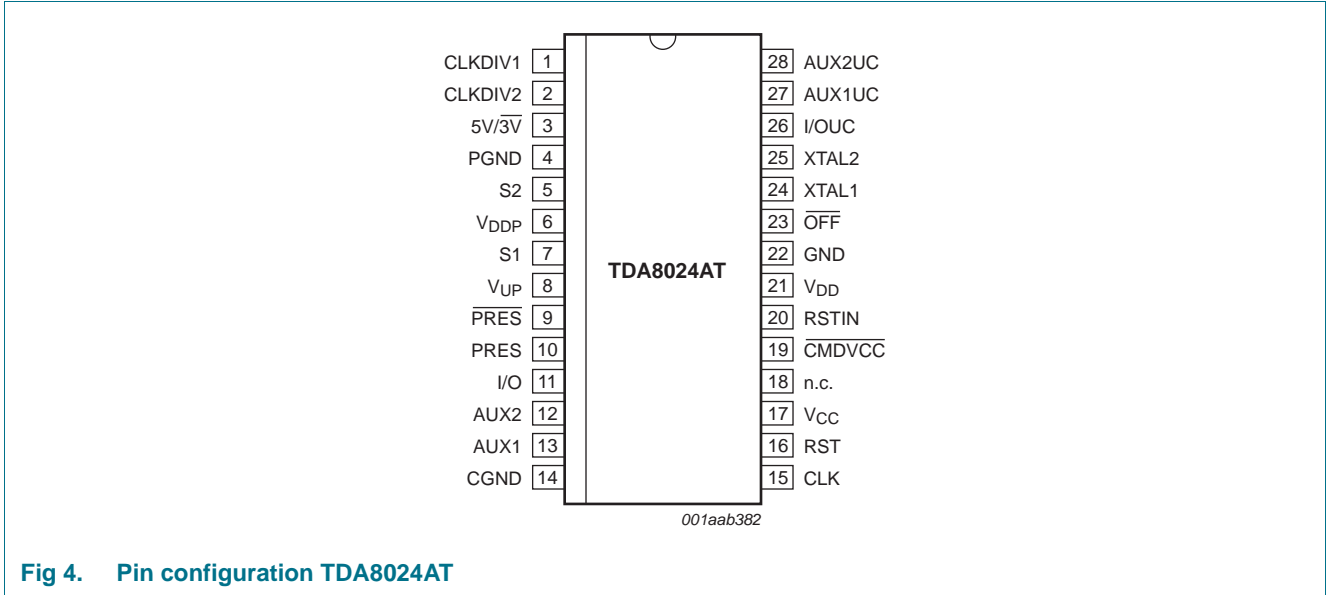 CLKDIV1 1
CLKDIV2 2
5V/3V̅ 3
PGND 4
S2 5
VDDP 6
S1 7
VUP 8
P̅R̅E̅S̅ 9
PRES 10
I/O 11
AUX2 12
AUX1 13
CGND 14
TDA8024AT
28 AUX2UC
27 AUX1UC
26 I/OUC
25 XTAL2
24 XTAL1
23 O̅F̅F̅
22 GND
21 VDD
20 RSTIN
19 C̅M̅D̅V̅C̅C̅
18 n.c.
17 VCC
16 RST
15 CLK
001aab382
Fig 4. Pin configuration TDA8024AT